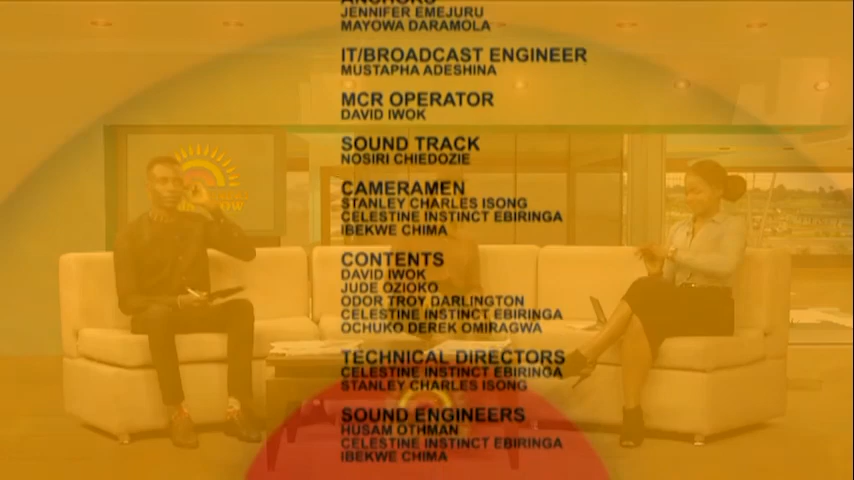 ANCHORS
JENNIFER EMEJURU
MAYOWA DARAMOLA
IT/BROADCAST ENGINEER
MUSTAPHA ADESHINA
MCR OPERATOR
DAVID IWOK
SOUND TRACK
NOSIRI CHIEDOZIE
CAMERAMEN
STANLEY CHARLES ISONG
CELESTINE INSTINCT EBIRINGA
IBEKWE CHIMA
CONTENTS
DAVID IWOK
JUDE OZIOKO
ODOR TROY DARLINGTON
CELESTINE INSTINCT EBIRINGA
OCHUKO DEREK OMIRAGWA
TECHNICAL DIRECTORS
CELESTINE INSTINCT EBIRINGA
STANLEY CHARLES ISONG
SOUND ENGINEERS
HUSAM OTHMAN
CELESTINE INSTINCT EBIRINGA
IBEKWE CHIMA